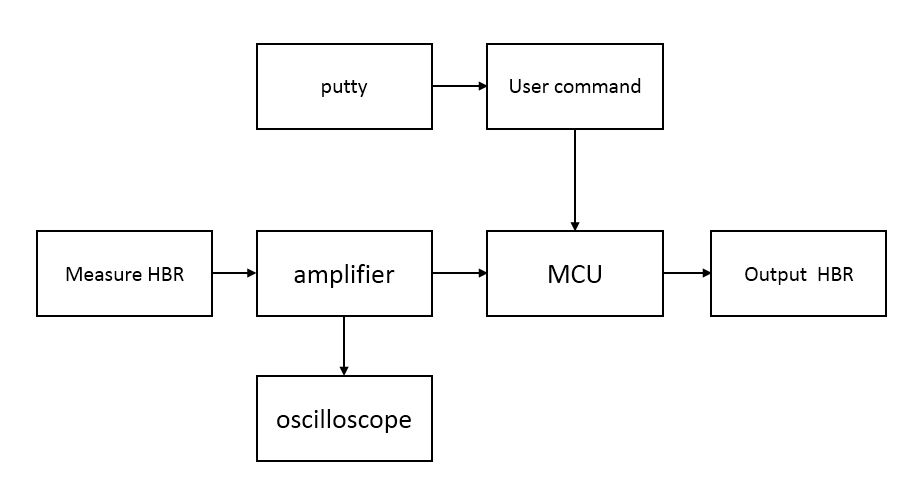 putty
User command
Measure HBR
amplifier
MCU
Output HBR
oscilloscope